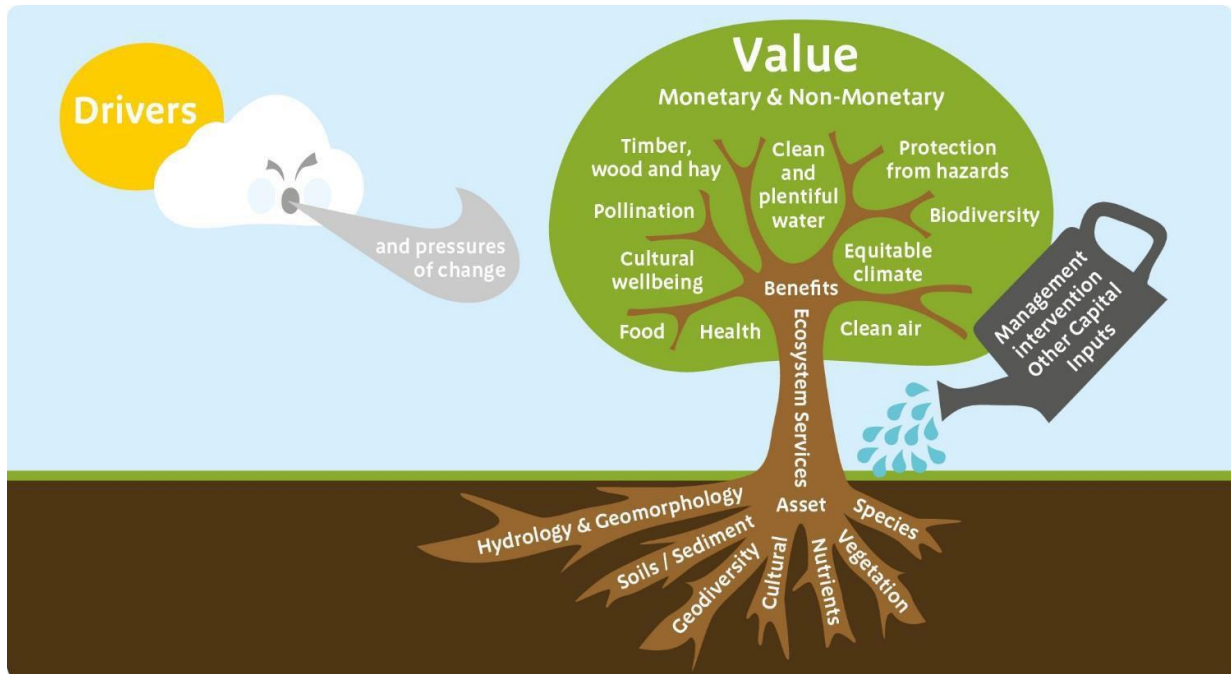 Drivers
and pressures
of change
Value
Monetary & Non-Monetary
Timber,
wood and hay
Clean
and
plentiful
water
Protection
from hazards
Pollination
Biodiversity
Cultural
wellbeing
Equitable
climate
Benefits
Food
Health
Clean air
Ecosystem Services
Management
intervention
Other Capital
Inputs
Asset
Hydrology & Geomorphology
Soils / Sediment
Geodiversity
Cultural
Nutrients
Vegetation
Species